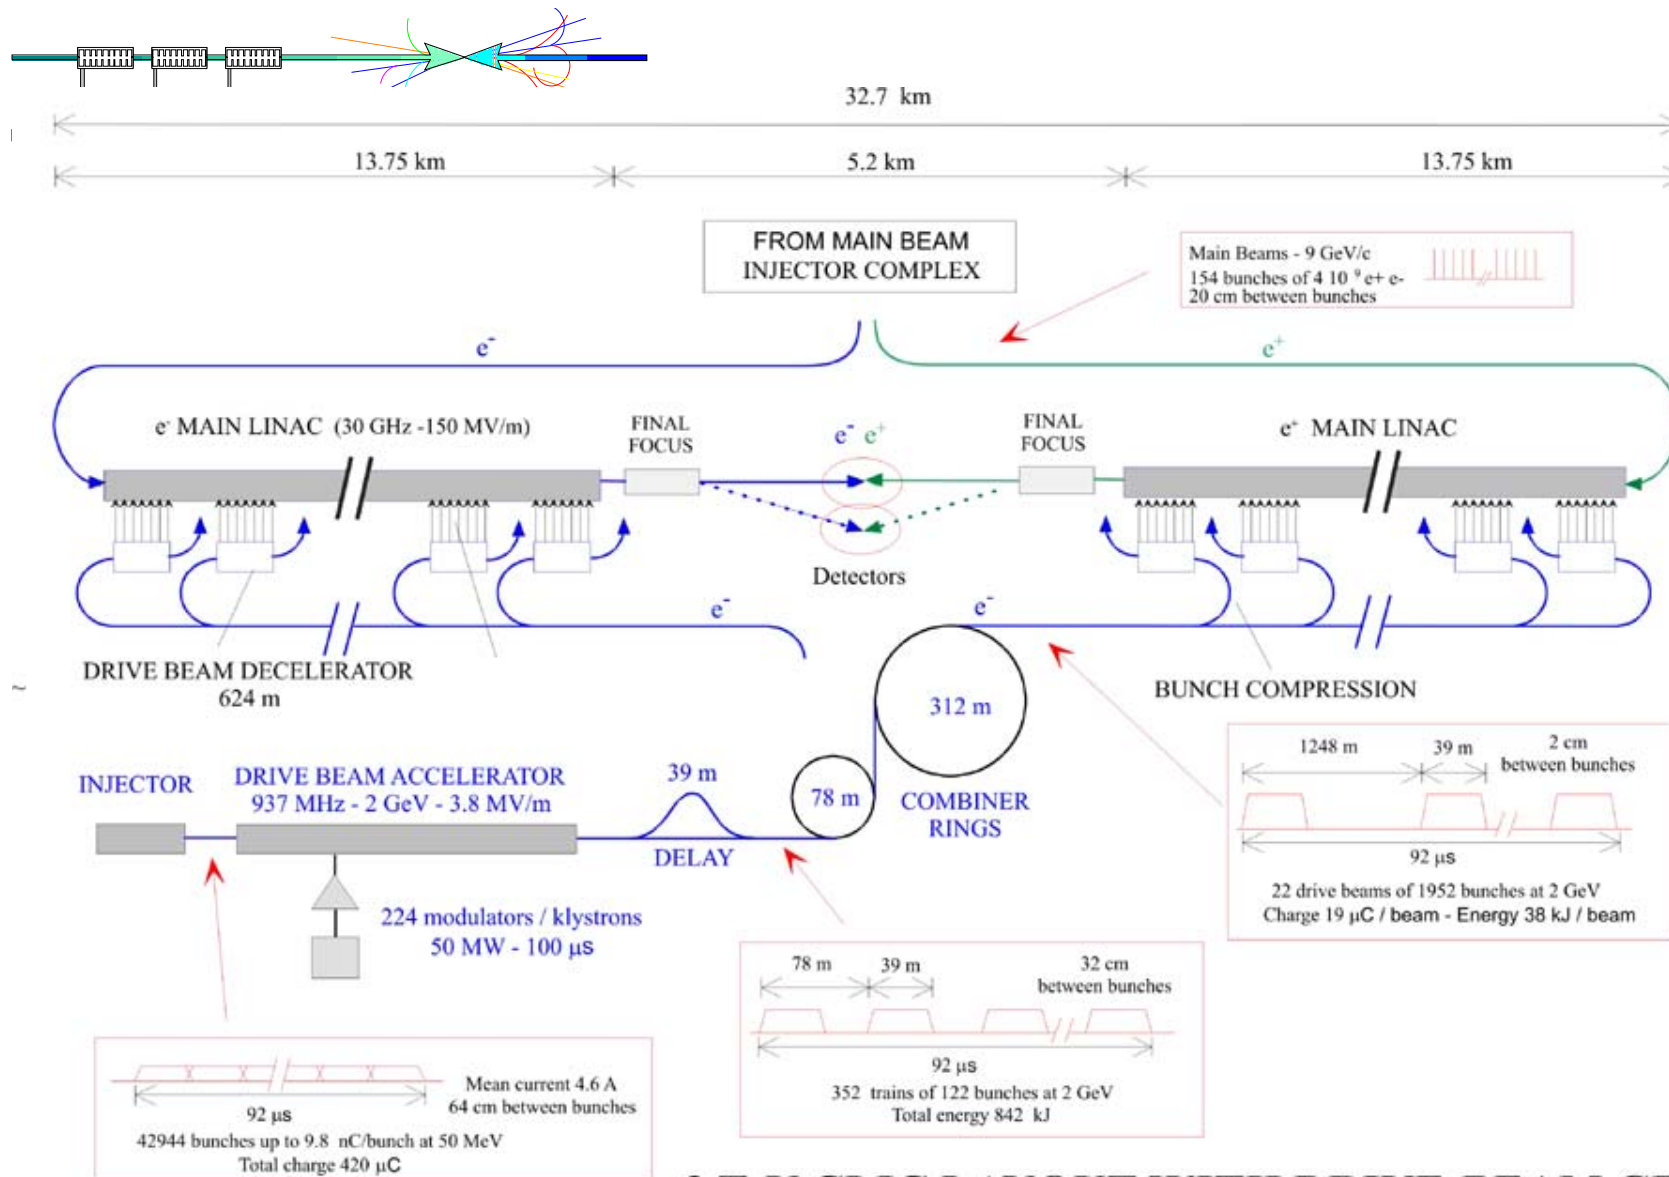 32.7 km
13.75 km
5.2 km
13.75 km
FROM MAIN BEAM
INJECTOR COMPLEX
Main Beams - 9 GeV/c
154 bunches of 4 10 ⁹ e+ e-
20 cm between bunches
e⁻
e⁺
e⁻ MAIN LINAC (30 GHz -150 MV/m)
FINAL
FOCUS
e⁻ e⁺
FINAL
FOCUS
e⁺ MAIN LINAC
Detectors
e⁻
e⁻
DRIVE BEAM DECELERATOR
624 m
~
BUNCH COMPRESSION
312 m
INJECTOR
DRIVE BEAM ACCELERATOR
937 MHz - 2 GeV - 3.8 MV/m
39 m
DELAY
78 m
COMBINER
RINGS
1248 m
39 m
2 cm
between bunches
92 µs
22 drive beams of 1952 bunches at 2 GeV
Charge 19 µC / beam - Energy 38 kJ / beam
224 modulators / klystrons
50 MW - 100 µs
78 m
39 m
32 cm
between bunches
92 µs
352 trains of 122 bunches at 2 GeV
Total energy 842 kJ
Mean current 4.6 A
64 cm between bunches
92 µs
42944 bunches up to 9.8 nC/bunch at 50 MeV
Total charge 420 µC